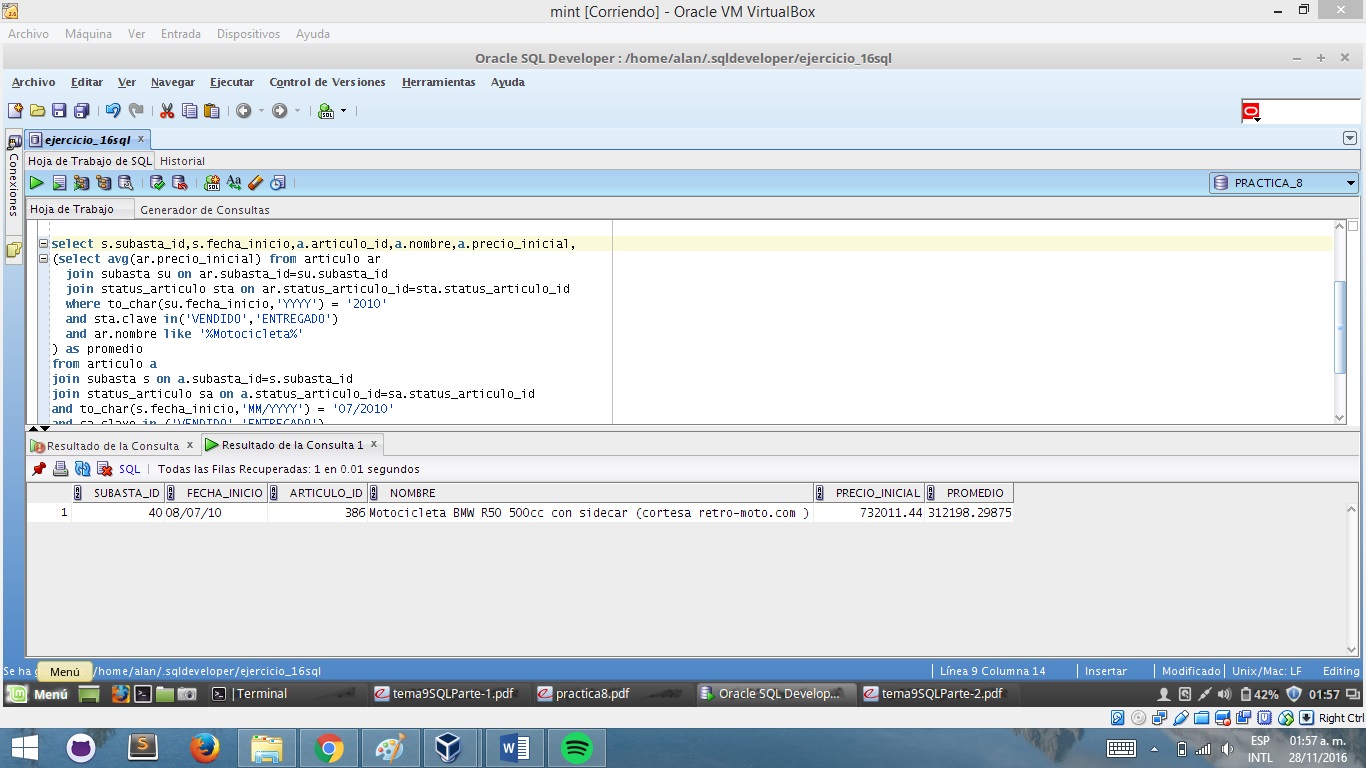 mint [Corriendo] - Oracle VM VirtualBox
Archivo Máquina Ver Entrada Dispositivos Ayuda
Oracle SQL Developer : /home/alan/.sqldeveloper/ejercicio_16sql
Archivo Editar Ver Navegar Ejecutar Control de Versiones Herramientas Ayuda
ejercicio_16sql
Conexiones
Hoja de Trabajo de SQL Historial
PRACTICA_8
Hoja de Trabajo Generador de Consultas
select s.subasta_id,s.fecha_inicio,a.articulo_id,a.nombre,a.precio_inicial,
(select avg(ar.precio_inicial) from articulo ar
join subasta su on ar.subasta_id=su.subasta_id
join status_articulo sta on ar.status_articulo_id=sta.status_articulo_id
where to_char(su.fecha_inicio,'YYYY') = '2010'
and sta.clave in('VENDIDO','ENTREGADO')
and ar.nombre like '%Motocicleta%'
) as promedio
from articulo a
join subasta s on a.subasta_id=s.subasta_id
join status_articulo sa on a.status_articulo_id=sa.status_articulo_id
and to_char(s.fecha_inicio,'MM/YYYY') = '07/2010'
and sa.clave in ('VENDIDO','ENTREGADO')
Resultado de la Consulta x Resultado de la Consulta 1 x
SQL Todas las Filas Recuperadas: 1 en 0.01 segundos
SUBASTA_ID FECHA_INICIO ARTICULO_ID NOMBRE PRECIO_INICIAL PROMEDIO
1 40 08/07/10 386 Motocicleta BMW R50 500cc con sidecar (cortesa retro-moto.com ) 732011.44 312198.29875
Se ha /home/alan/.sqldeveloper/ejercicio_16sql Línea 9 Columna 14 Insertar Modificado Unix/Mac: LF Editing
Menú
Menú Terminal tema9SQLParte-1.pdf practica8.pdf Oracle SQL Develop... tema9SQLParte-2.pdf 42% 01:57
Right Ctrl
ESP 01:57 a. m.
INTL 28/11/2016